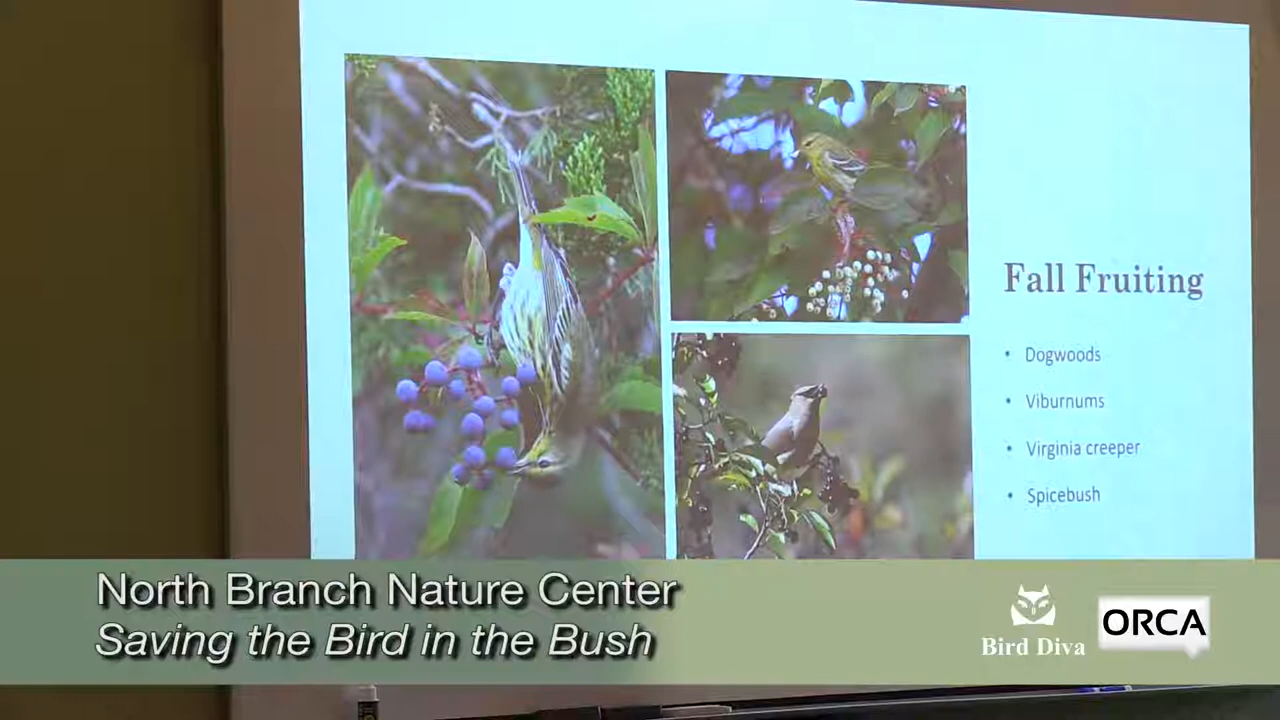 Fall Fruiting
• Dogwoods
• Viburnums
• Virginia creeper
• Spicebush
North Branch Nature Center
Saving the Bird in the Bush
Bird Diva
ORCA